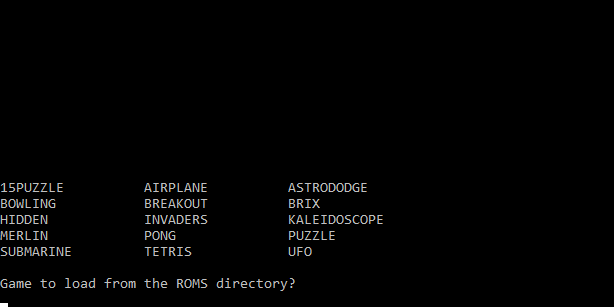 15PUZZLE AIRPLANE ASTRODODGE
BOWLING BREAKOUT BRIX
HIDDEN INVADERS KALEIDOSCOPE
MERLIN PONG PUZZLE
SUBMARINE TETRIS UFO
Game to load from the ROMS directory?